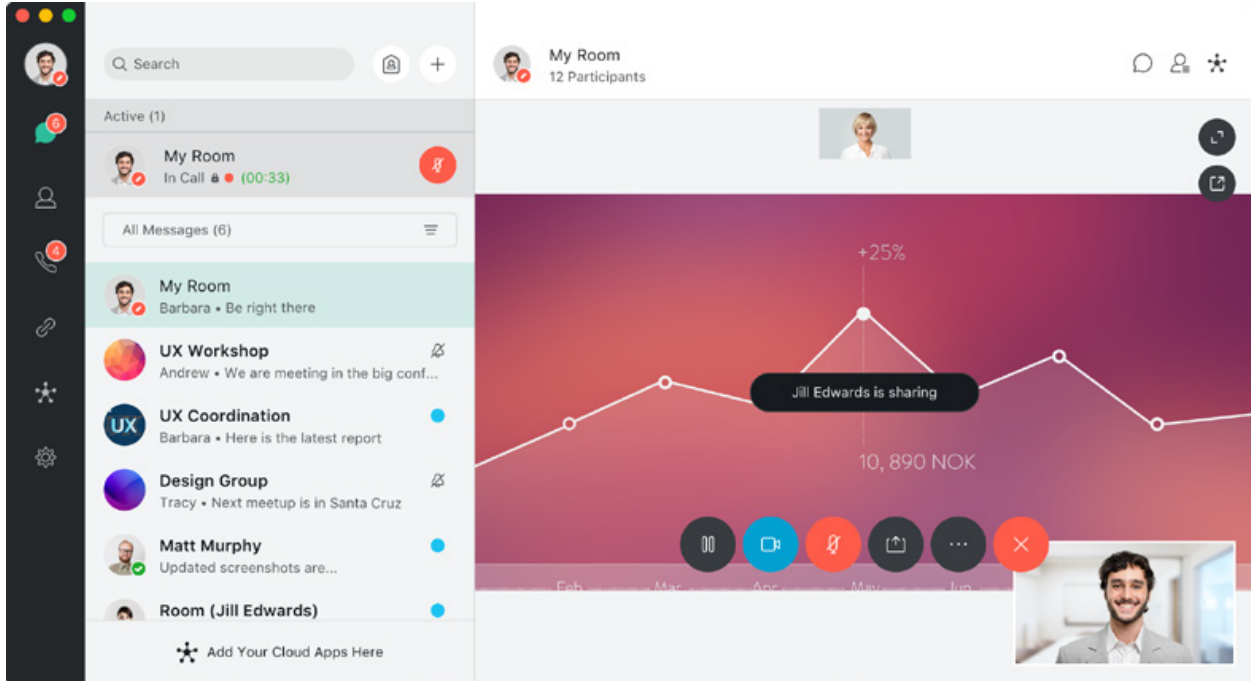 Search
Active (1)
My Room
In Call (00:33)
All Messages (6)
My Room
Barbara • Be right there
UX Workshop
Andrew • We are meeting in the big conf...
UX
UX Coordination
Barbara • Here is the latest report
Design Group
Tracy • Next meetup is in Santa Cruz
Matt Murphy
Updated screenshots are...
Room (Jill Edwards)
Add Your Cloud Apps Here
6
4
My Room
12 Participants
+25%
Jill Edwards is sharing
10, 890 NOK
Feb Mar Apr May Jun